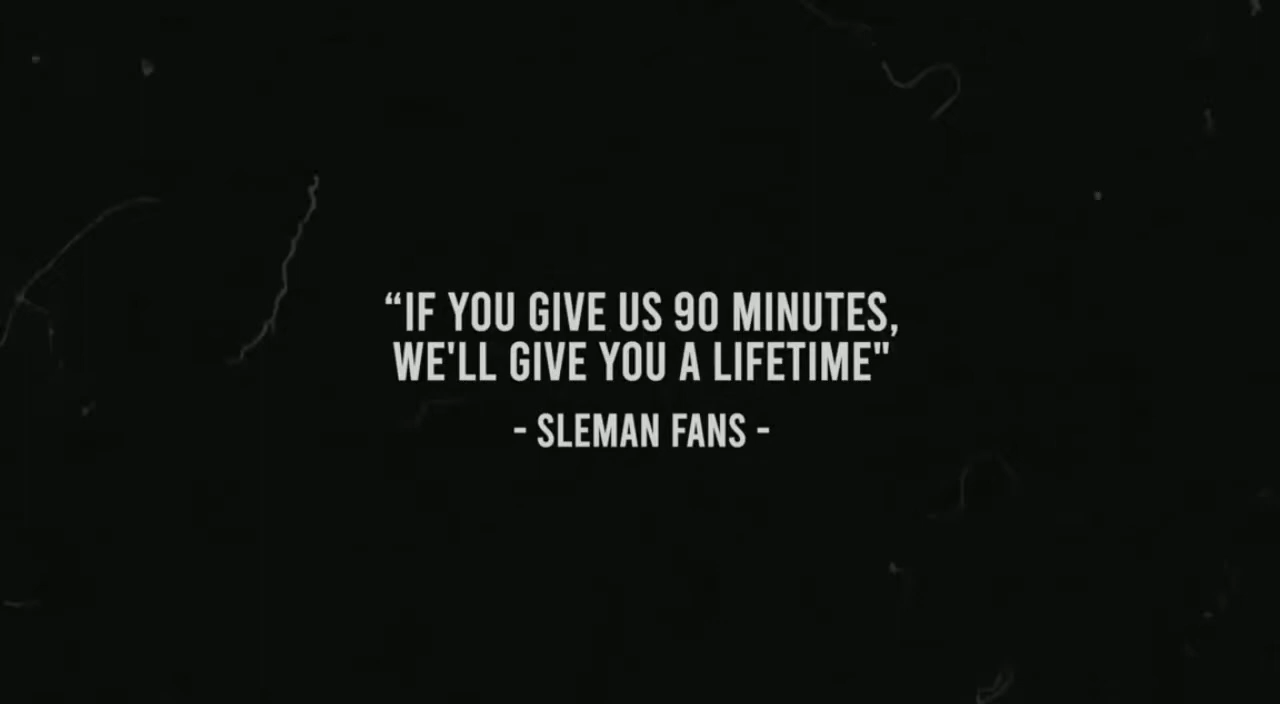 “IF YOU GIVE US 90 MINUTES,
WE'LL GIVE YOU A LIFETIME"
- SLEMAN FANS -